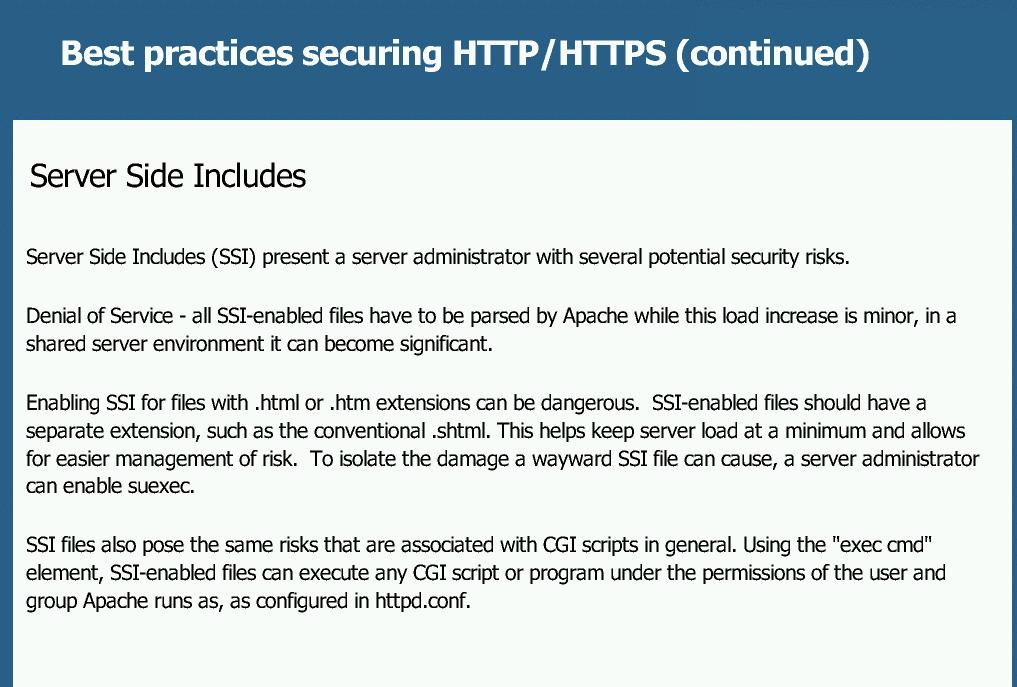 Best practices securing HTTP/HTTPS (continued)
Server Side Includes
Server Side Includes (SSI) present a server administrator with several potential security risks.
Denial of Service - all SSI-enabled files have to be parsed by Apache while this load increase is minor, in a
shared server environment it can become significant.
Enabling SSI for files with .html or .htm extensions can be dangerous.  SSI-enabled files should have a
separate extension, such as the conventional .shtml. This helps keep server load at a minimum and allows
for easier management of risk.  To isolate the damage a wayward SSI file can cause, a server administrator
can enable suexec.
SSI files also pose the same risks that are associated with CGI scripts in general. Using the "exec cmd"
element, SSI-enabled files can execute any CGI script or program under the permissions of the user and
group Apache runs as, as configured in httpd.conf.